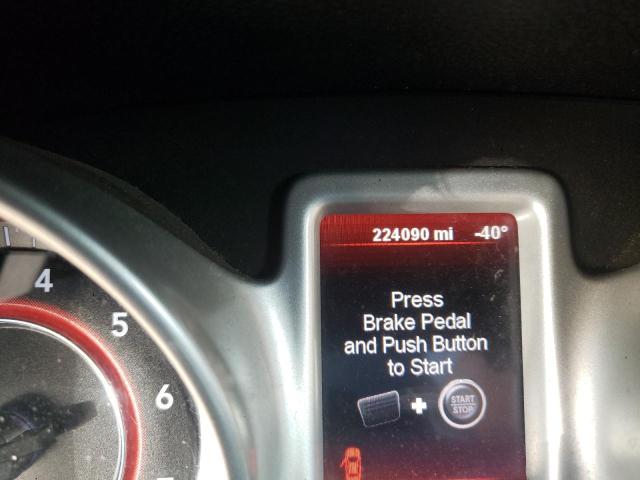 224090 mi -40°
Press
Brake Pedal
and Push Button
to Start
START
STOP
4
5
6